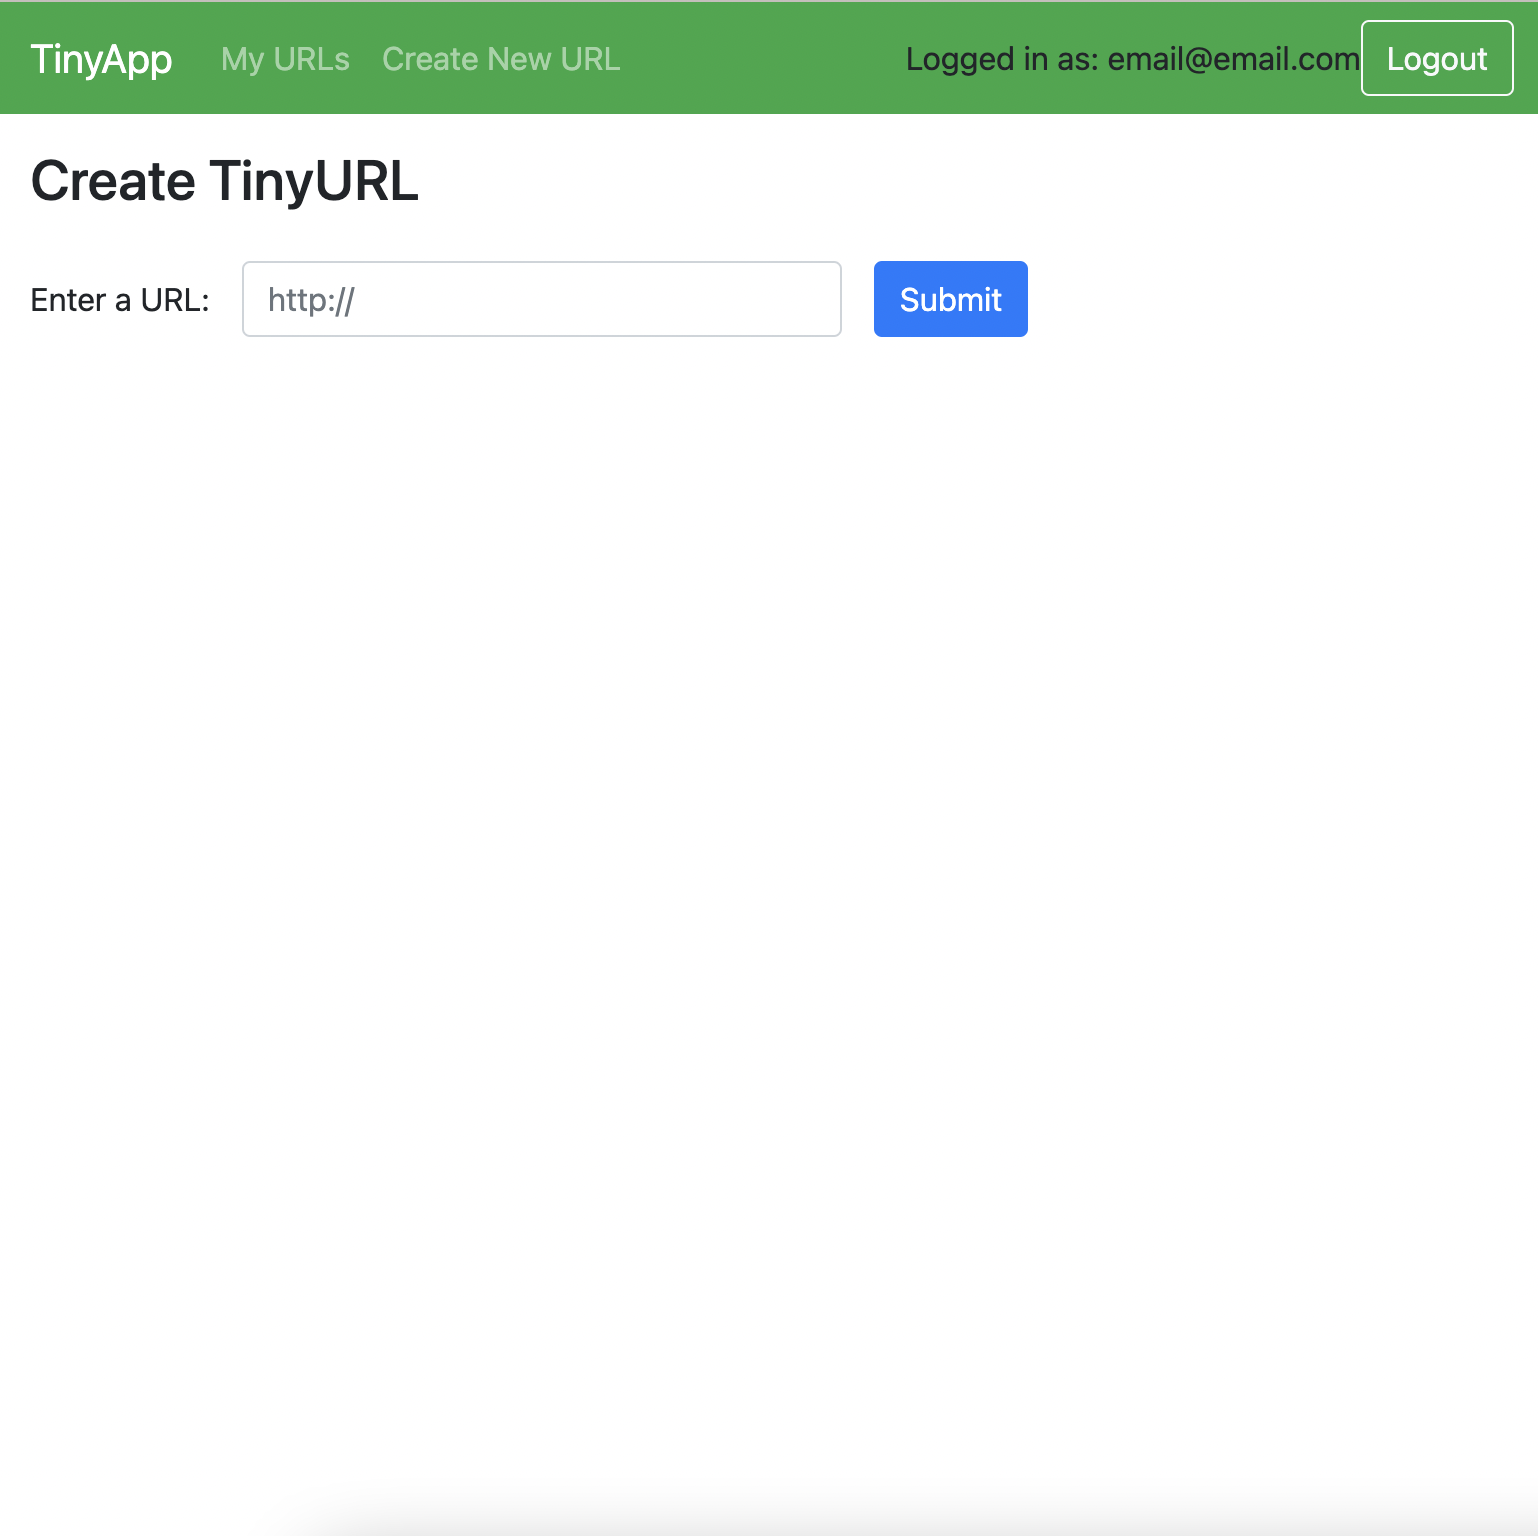 TinyApp My URLs Create New URL Logged in as: email@email.com Logout
Create TinyURL
Enter a URL: http:// Submit